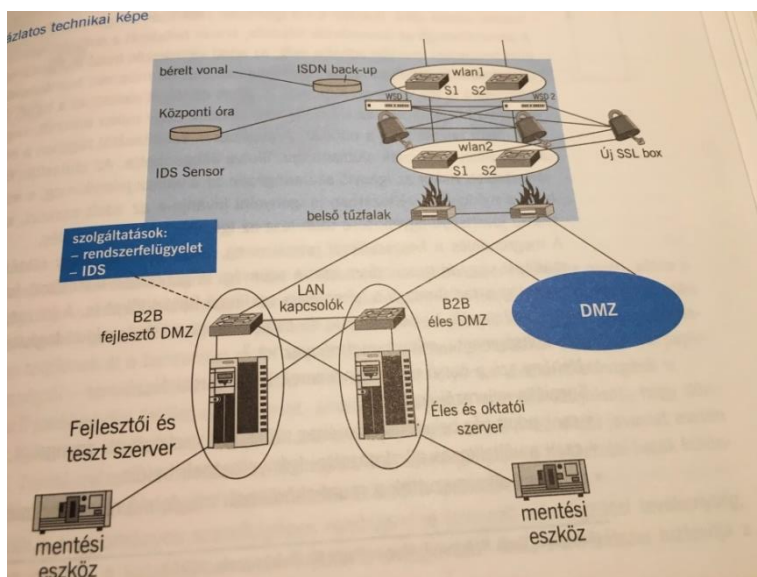 ázlatos technikai képe
bérelt vonal
ISDN back-up
wlan1
S1 S2
WSD
WSD 2
Központi óra
wlan2
S1 S2
Új SSL box
IDS Sensor
belső tűzfalak
szolgáltatások:
– rendszerfelügyelet
– IDS
LAN
kapcsolók
B2B
fejlesztő DMZ
B2B
éles DMZ
DMZ
Fejlesztői és
teszt szerver
Éles és oktatói
szerver
mentési
eszköz
mentési
eszköz